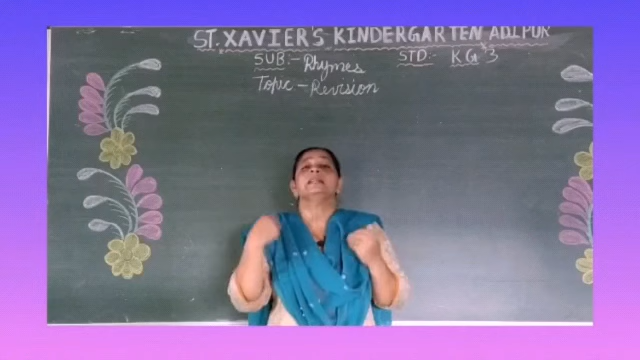 ST. XAVIER'S KINDERGARTEN ADIPUR
SUB:- Rhymes STD:- KG 3
Topic - Revision